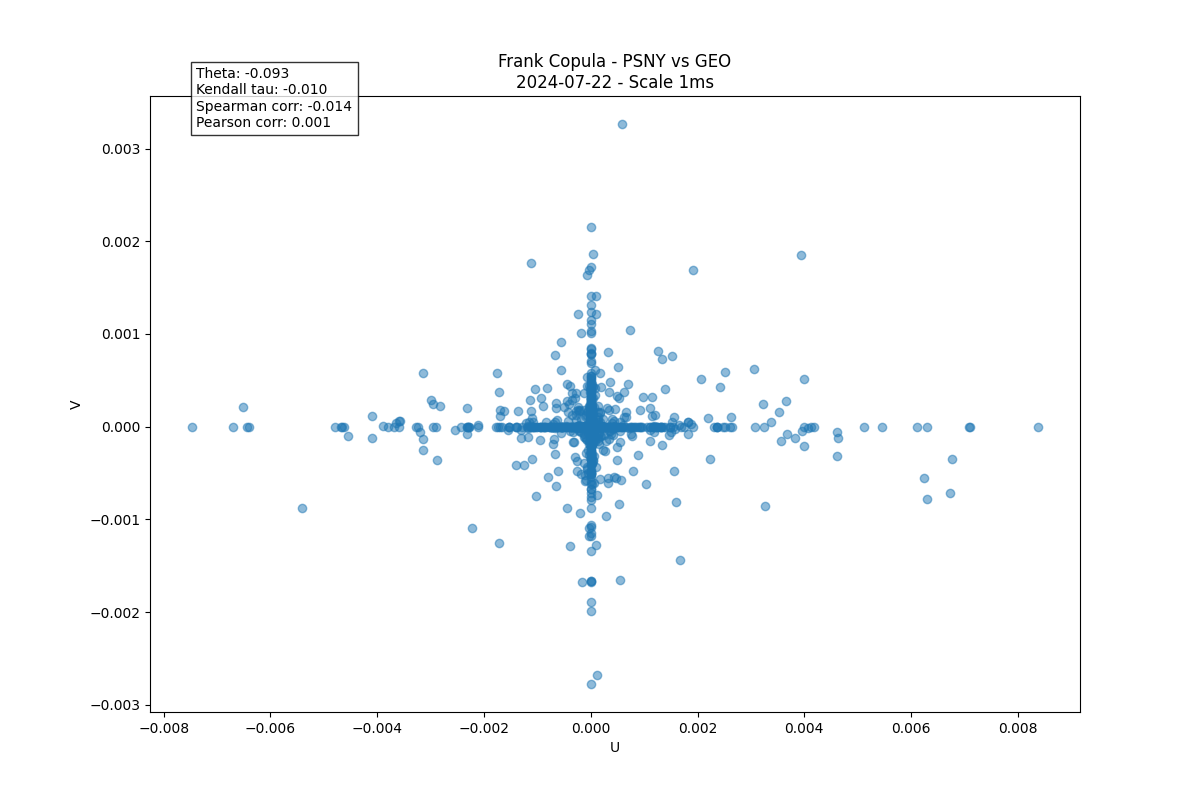 Frank Copula - PSNY vs GEO
2024-07-22 - Scale 1ms
Theta: -0.093
Kendall tau: -0.010
Spearman corr: -0.014
Pearson corr: 0.001
V
0.003
0.002
0.001
0.000
−0.001
−0.002
−0.003
−0.008 −0.006 −0.004 −0.002 0.000 0.002 0.004 0.006 0.008
U